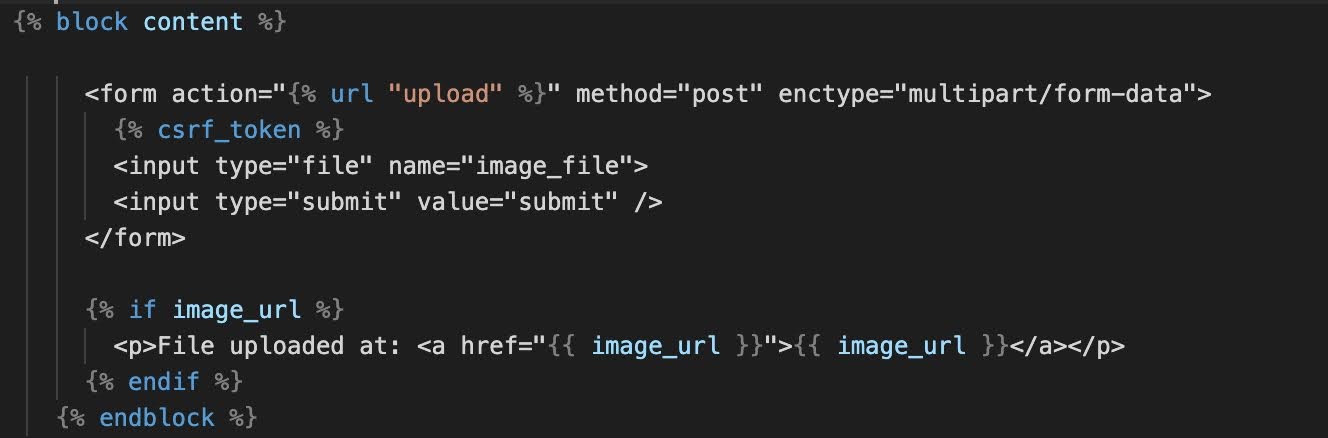 {% block content %}
<form action="{% url "upload" %}" method="post" enctype="multipart/form-data">
{% csrf_token %}
<input type="file" name="image_file">
<input type="submit" value="submit" />
</form>
{% if image_url %}
<p>File uploaded at: <a href="{{ image_url }}">{{ image_url }}</a></p>
{% endif %}
{% endblock %}